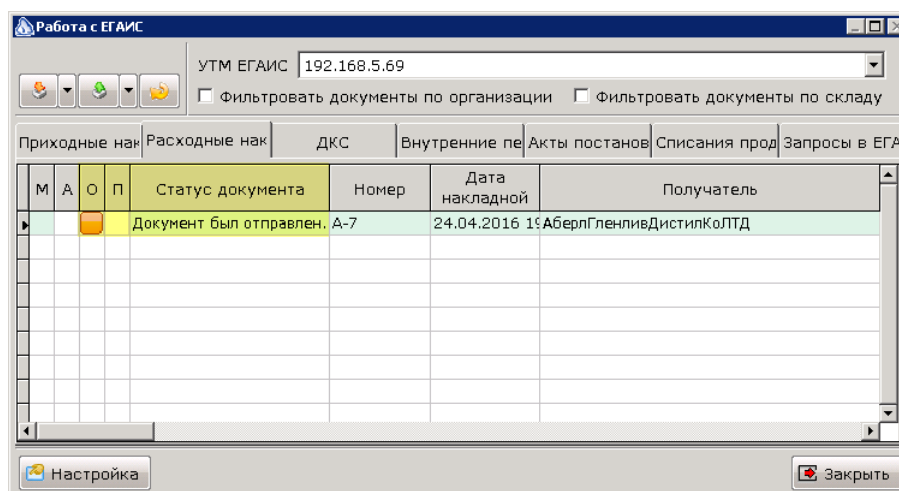 Работа с ЕГАИС
УТМ ЕГАИС 192.168.5.69
Фильтровать документы по организации Фильтровать документы по складу
Приходные нак Расходные нак ДКС Внутренние пе Акты постанов Списания прод Запросы в ЕГА
М А О П Статус документа Номер Дата накладной Получатель
Документ был отправлен. А-7 24.04.2016 19 АберлГленливДистилКоЛТД
Настройка Закрыть